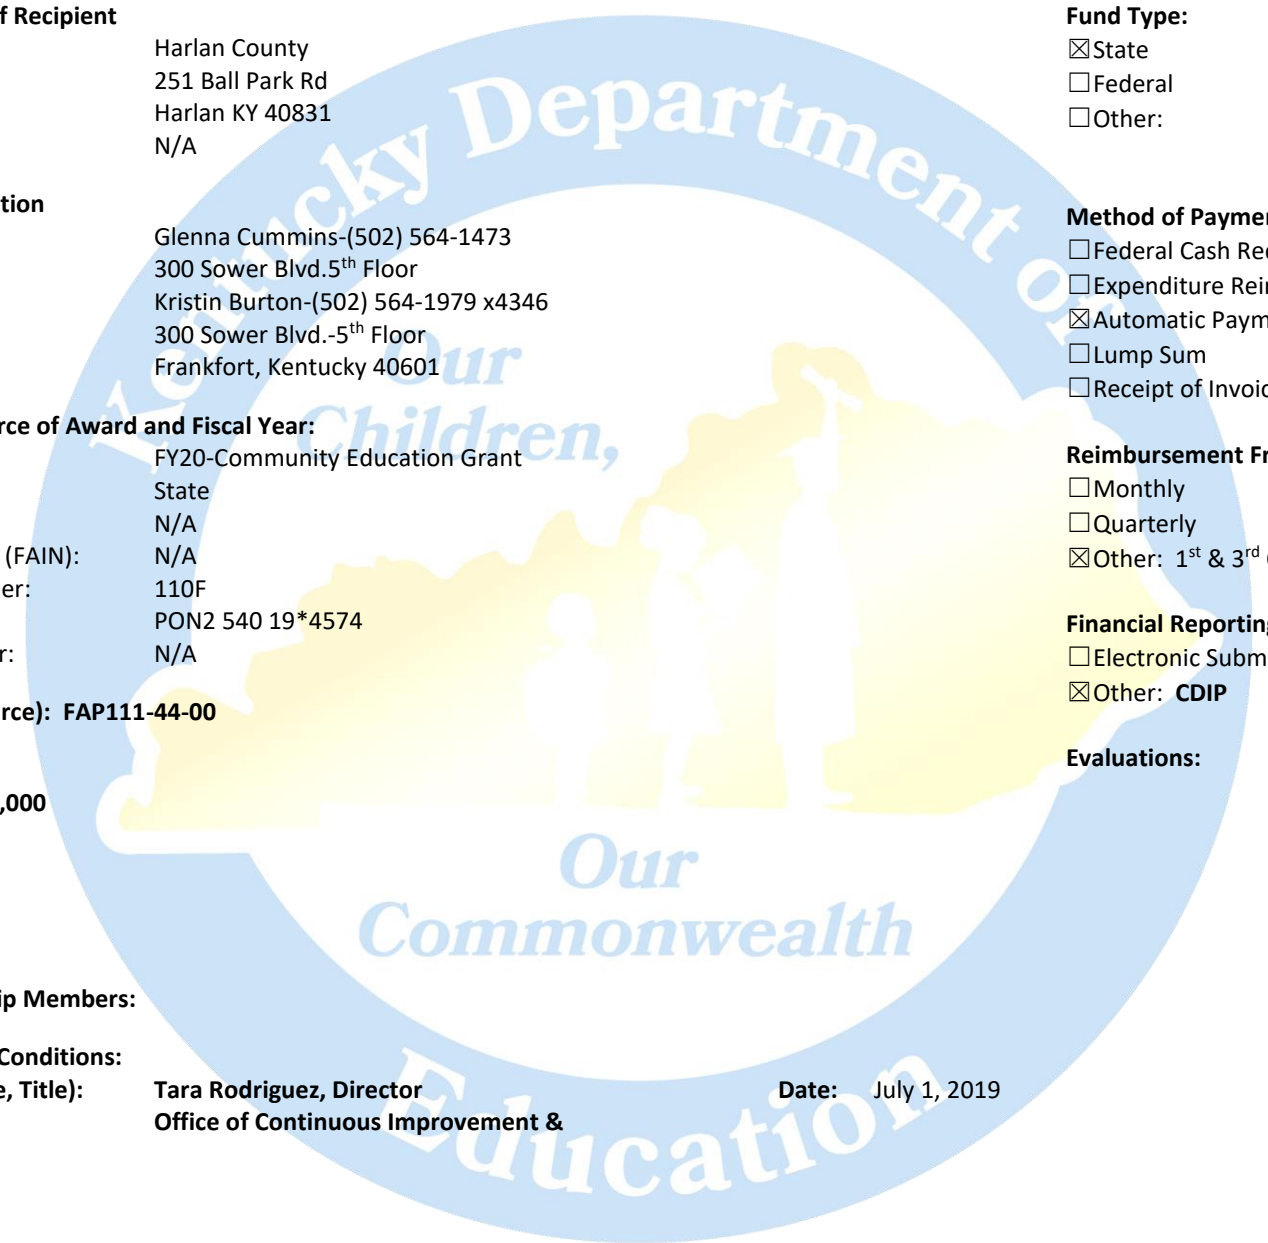 f Recipient
Harlan County
251 Ball Park Rd
Harlan KY 40831
N/A
tion
Glenna Cummins-(502) 564-1473
300 Sower Blvd.5th Floor
Kristin Burton-(502) 564-1979 x4346
300 Sower Blvd.-5th Floor
Frankfort, Kentucky 40601
rce of Award and Fiscal Year:
FY20-Community Education Grant
State
N/A
(FAIN): N/A
er: 110F
PON2 540 19*4574
r: N/A
rce): FAP111-44-00
,000
ip Members:
Conditions:
e, Title): Tara Rodriguez, Director Date: July 1, 2019
Office of Continuous Improvement &
Fund Type:
☒State
☐Federal
☐Other:
Method of Payme
☐Federal Cash Re
☐Expenditure Rei
☒Automatic Paym
☐Lump Sum
☐Receipt of Invoi
Reimbursement Fr
☐Monthly
☐Quarterly
☒Other: 1st & 3rd
Financial Reporting
☐Electronic Subm
☒Other: CDIP
Evaluations:
Kentucky Department of
Education
Our
Children,
Our
Commonwealth